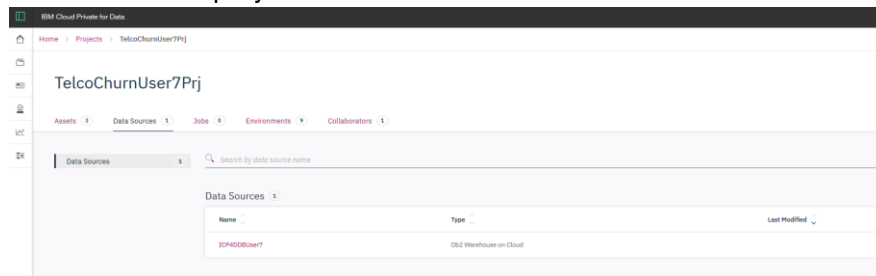 IBM Cloud Private for Data
Home > Projects > TelcoChurnUser7Prj
TelcoChurnUser7Prj
Assets 3 Data Sources 1 Jobs 0 Environments 9 Collaborators 1
Data Sources 1
Search by data source name
Data Sources 1
Name Type Last Modified
ICP4DDBUser7 Db2 Warehouse on Cloud